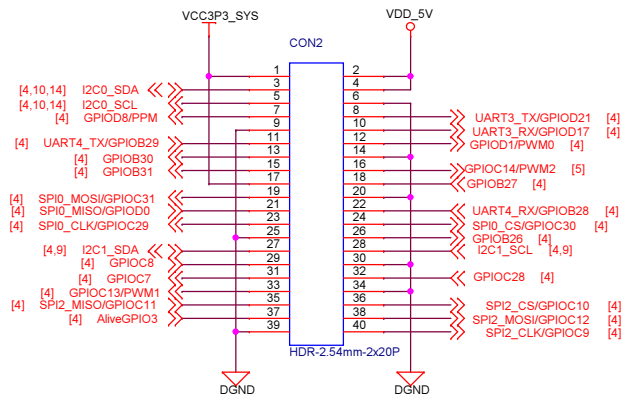 VCC3P3_SYS VDD_5V
CON2
1 2
[4,10,14] I2C0_SDA 3 4
[4,10,14] I2C0_SCL 5 6
[4] GPIOD8/PPM 7 8 UART3_TX/GPIOD21 [4]
9 10 UART3_RX/GPIOD17 [4]
[4] UART4_TX/GPIOB29 11 12 GPIOD1/PWM0 [4]
[4] GPIOB30 13 14
[4] GPIOB31 15 16 GPIOC14/PWM2 [5]
17 18 GPIOB27 [4]
[4] SPI0_MOSI/GPIOC31 19 20
[4] SPI0_MISO/GPIOD0 21 22 UART4_RX/GPIOB28 [4]
[4] SPI0_CLK/GPIOC29 23 24 SPI0_CS/GPIOC30 [4]
25 26 GPIOB26 [4]
[4,9] I2C1_SDA 27 28 I2C1_SCL [4,9]
[4] GPIOC8 29 30
[4] GPIOC7 31 32 GPIOC28 [4]
[4] GPIOC13/PWM1 33 34
[4] SPI2_MISO/GPIOC11 35 36 SPI2_CS/GPIOC10 [4]
[4] AliveGPIO3 37 38 SPI2_MOSI/GPIOC12 [4]
39 40 SPI2_CLK/GPIOC9 [4]
HDR-2.54mm-2x20P
DGND DGND